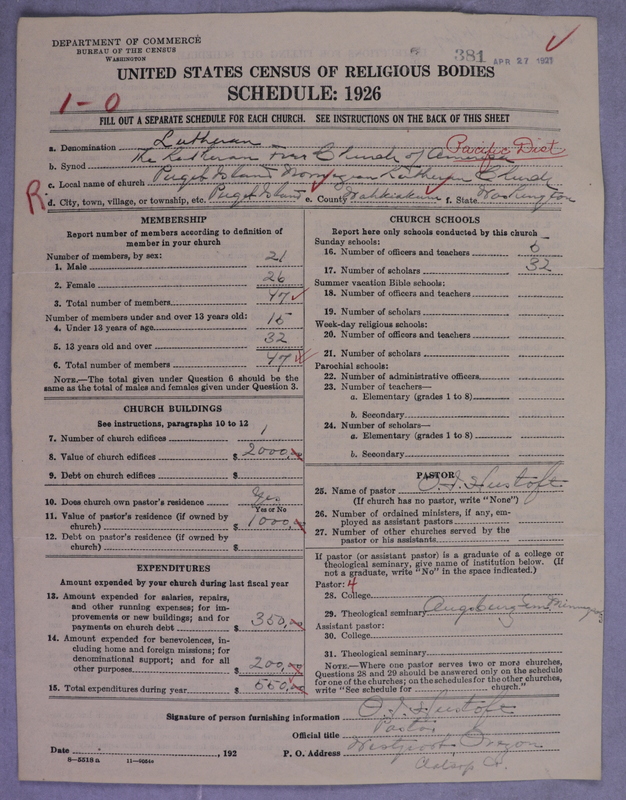 DEPARTMENT OF COMMERCE
BUREAU OF THE CENSUS
WASHINGTON
381 APR 27 1927
UNITED STATES CENSUS OF RELIGIOUS BODIES
SCHEDULE: 1926
1-0
FILL OUT A SEPARATE SCHEDULE FOR EACH CHURCH. SEE INSTRUCTIONS ON THE BACK OF THIS SHEET
a. Denomination Lutheran
b. Synod The Lutheran Free Church of America Pacific Dist
c. Local name of church Puget Island Norwegian Lutheran Church
R. d. City, town, village, or township, etc. Puget Island e. County Wahkiakum f. State Washington
MEMBERSHIP
Report number of members according to definition of
member in your church
Number of members, by sex:
1. Male 21
2. Female 26
3. Total number of members 47
Number of members under and over 13 years old:
4. Under 13 years of age 15
5. 13 years old and over 32
6. Total number of members 47
NOTE.—The total given under Question 6 should be the
same as the total of males and females given under Question 3.
CHURCH BUILDINGS
See instructions, paragraphs 10 to 12
7. Number of church edifices 1
8. Value of church edifices $ 2000,
9. Debt on church edifices $
10. Does church own pastor's residence Yes
Yes or No
11. Value of pastor's residence (if owned by
church) $ 1000,
12. Debt on pastor's residence (if owned by
church) $
EXPENDITURES
Amount expended by your church during last fiscal year
13. Amount expended for salaries, repairs,
and other running expenses; for im-
provements or new buildings; and for
payments on church debt $ 350,
14. Amount expended for benevolences, in-
cluding home and foreign missions; for
denominational support; and for all
other purposes $ 200,
15. Total expenditures during year $ 550,
CHURCH SCHOOLS
Report here only schools conducted by this church
Sunday schools:
16. Number of officers and teachers 6
17. Number of scholars 32
Summer vacation Bible schools:
18. Number of officers and teachers
19. Number of scholars
Week-day religious schools:
20. Number of officers and teachers
21. Number of scholars
Parochial schools:
22. Number of administrative officers
23. Number of teachers—
a. Elementary (grades 1 to 8)
b. Secondary
24. Number of scholars—
a. Elementary (grades 1 to 8)
b. Secondary
PASTOR
25. Name of pastor
(If church has no pastor, write "None")
26. Number of ordained ministers, if any, em-
ployed as assistant pastors
27. Number of other churches served by the
pastor or his assistants
If pastor (or assistant pastor) is a graduate of a college or
theological seminary, give name of institution below. (If
not a graduate, write "No" in the space indicated.)
Pastor: 4
28. College
29. Theological seminary Augsburg Sem
Assistant pastor:
30. College
31. Theological seminary
NOTE.—Where one pastor serves two or more churches,
Questions 28 and 29 should be answered only on the schedule
for one of the churches; on the schedules for the other churches,
write "See schedule for church."
Signature of person furnishing information
Official title Pastor
Date , 192 P. O. Address Westport Oregon
Clatsop Co.
8—5518 a